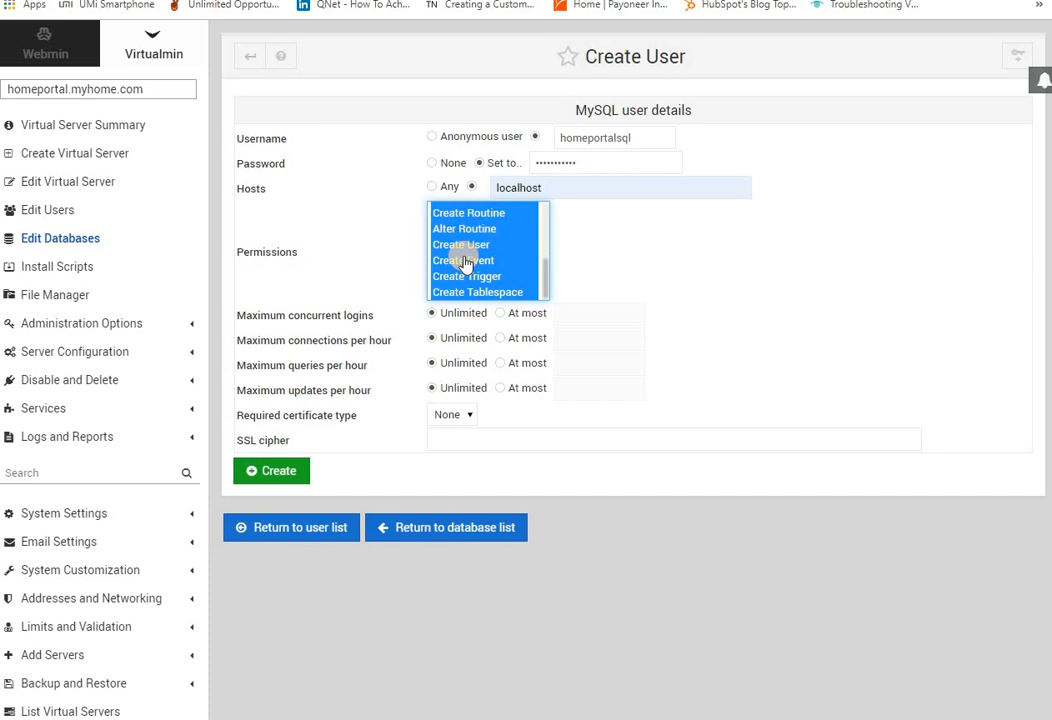 Apps UMi Smartphone Unlimited Opportu... QNet - How To Ach... TN Creating a Custom... Home | Payoneer In... HubSpot's Blog Top... Troubleshooting V... »
Webmin
Virtualmin
homeportal.myhome.com
Virtual Server Summary
Create Virtual Server
Edit Virtual Server
Edit Users
Edit Databases
Install Scripts
File Manager
Administration Options
Server Configuration
Disable and Delete
Services
Logs and Reports
Search
System Settings
Email Settings
System Customization
Addresses and Networking
Limits and Validation
Add Servers
Backup and Restore
List Virtual Servers
Create User
MySQL user details
Username Anonymous user homeportalsql
Password None Set to.. •••••••••••
Hosts Any localhost
Permissions
Create Routine
Alter Routine
Create User
Create Event
Create Trigger
Create Tablespace
Maximum concurrent logins Unlimited At most
Maximum connections per hour Unlimited At most
Maximum queries per hour Unlimited At most
Maximum updates per hour Unlimited At most
Required certificate type None
SSL cipher
Create
Return to user list Return to database list